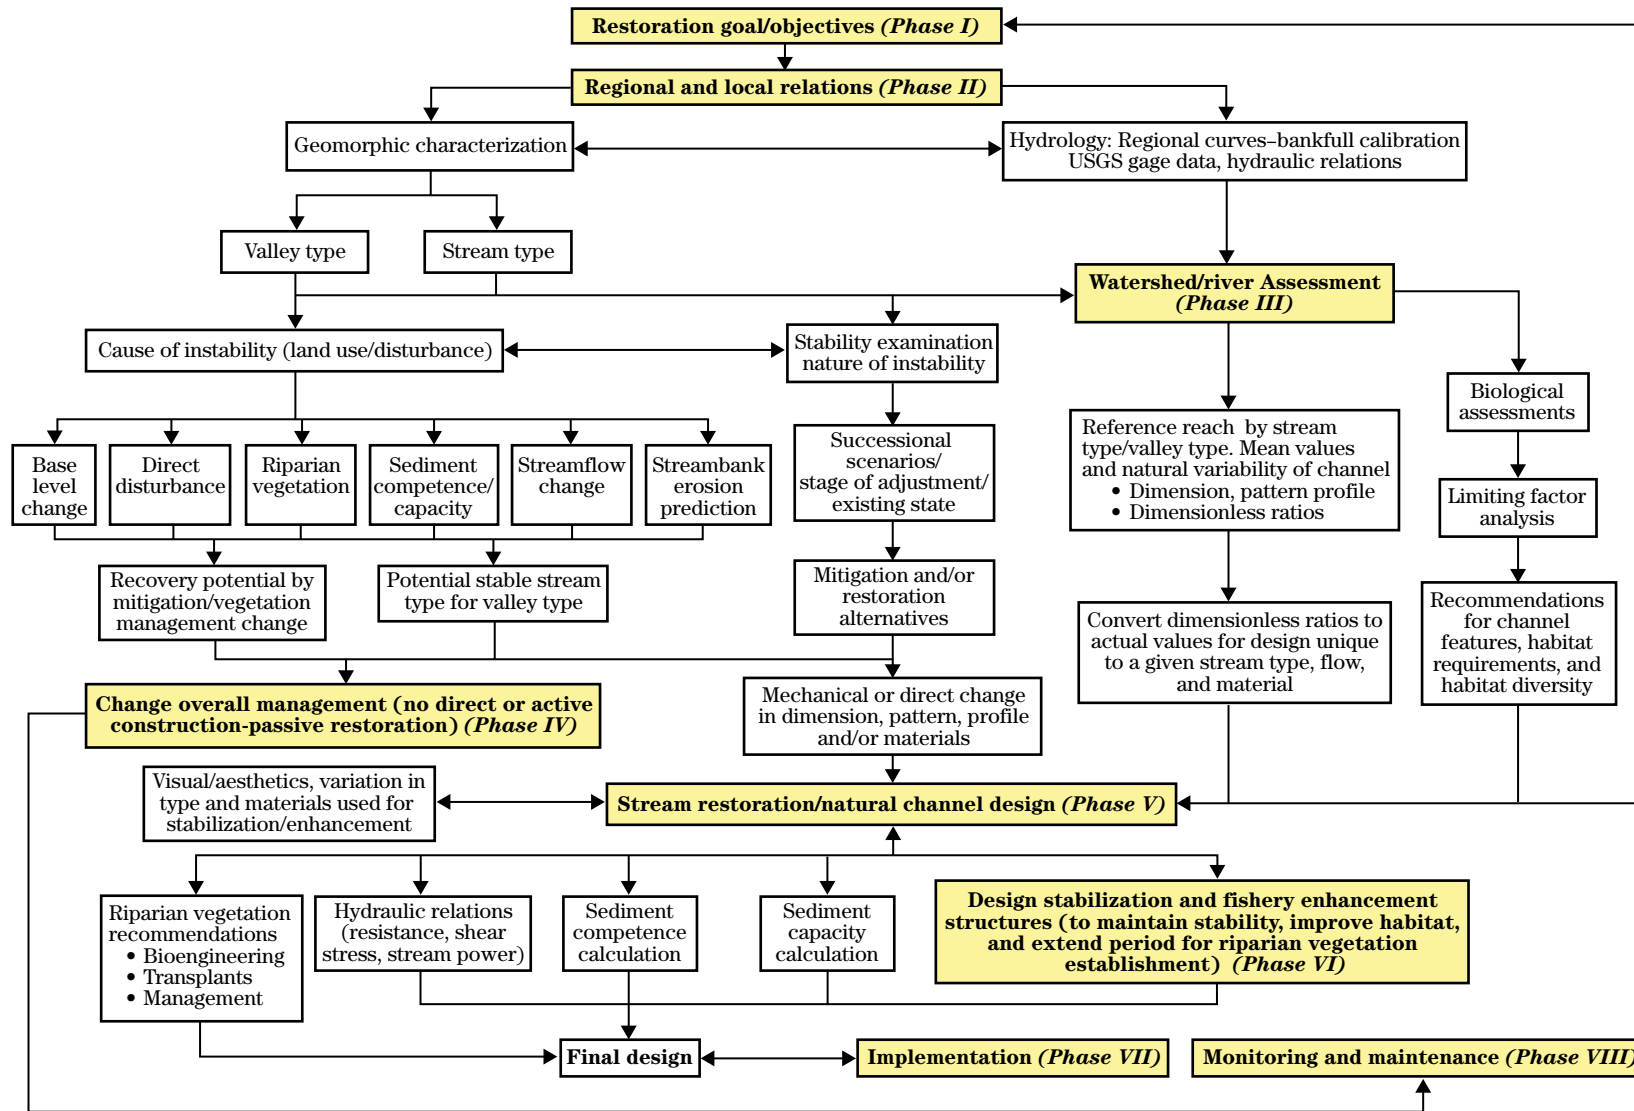 Restoration goal/objectives (Phase I)
Regional and local relations (Phase II)
Geomorphic characterization
Hydrology: Regional curves–bankfull calibration
USGS gage data, hydraulic relations
Valley type
Stream type
Watershed/river Assessment
(Phase III)
Cause of instability (land use/disturbance)
Stability examination
nature of instability
Biological
assessments
Reference reach by stream
type/valley type. Mean values
and natural variability of channel
• Dimension, pattern profile
• Dimensionless ratios
Base
level
change
Direct
disturbance
Riparian
vegetation
Sediment
competence/
capacity
Streamflow
change
Streambank
erosion
prediction
Successional
scenarios/
stage of adjustment/
existing state
Limiting factor
analysis
Recovery potential by
mitigation/vegetation
management change
Potential stable stream
type for valley type
Mitigation and/or
restoration
alternatives
Convert dimensionless ratios to
actual values for design unique
to a given stream type, flow,
and material
Recommendations
for channel
features, habitat
requirements, and
habitat diversity
Change overall management (no direct or active
construction-passive restoration) (Phase IV)
Mechanical or direct change
in dimension, pattern, profile
and/or materials
Visual/aesthetics, variation in
type and materials used for
stabilization/enhancement
Stream restoration/natural channel design (Phase V)
Riparian vegetation
recommendations
• Bioengineering
• Transplants
• Management
Hydraulic relations
(resistance, shear
stress, stream power)
Sediment
competence
calculation
Sediment
capacity
calculation
Design stabilization and fishery enhancement
structures (to maintain stability, improve habitat,
and extend period for riparian vegetation
establishment) (Phase VI)
Final design
Implementation (Phase VII)
Monitoring and maintenance (Phase VIII)